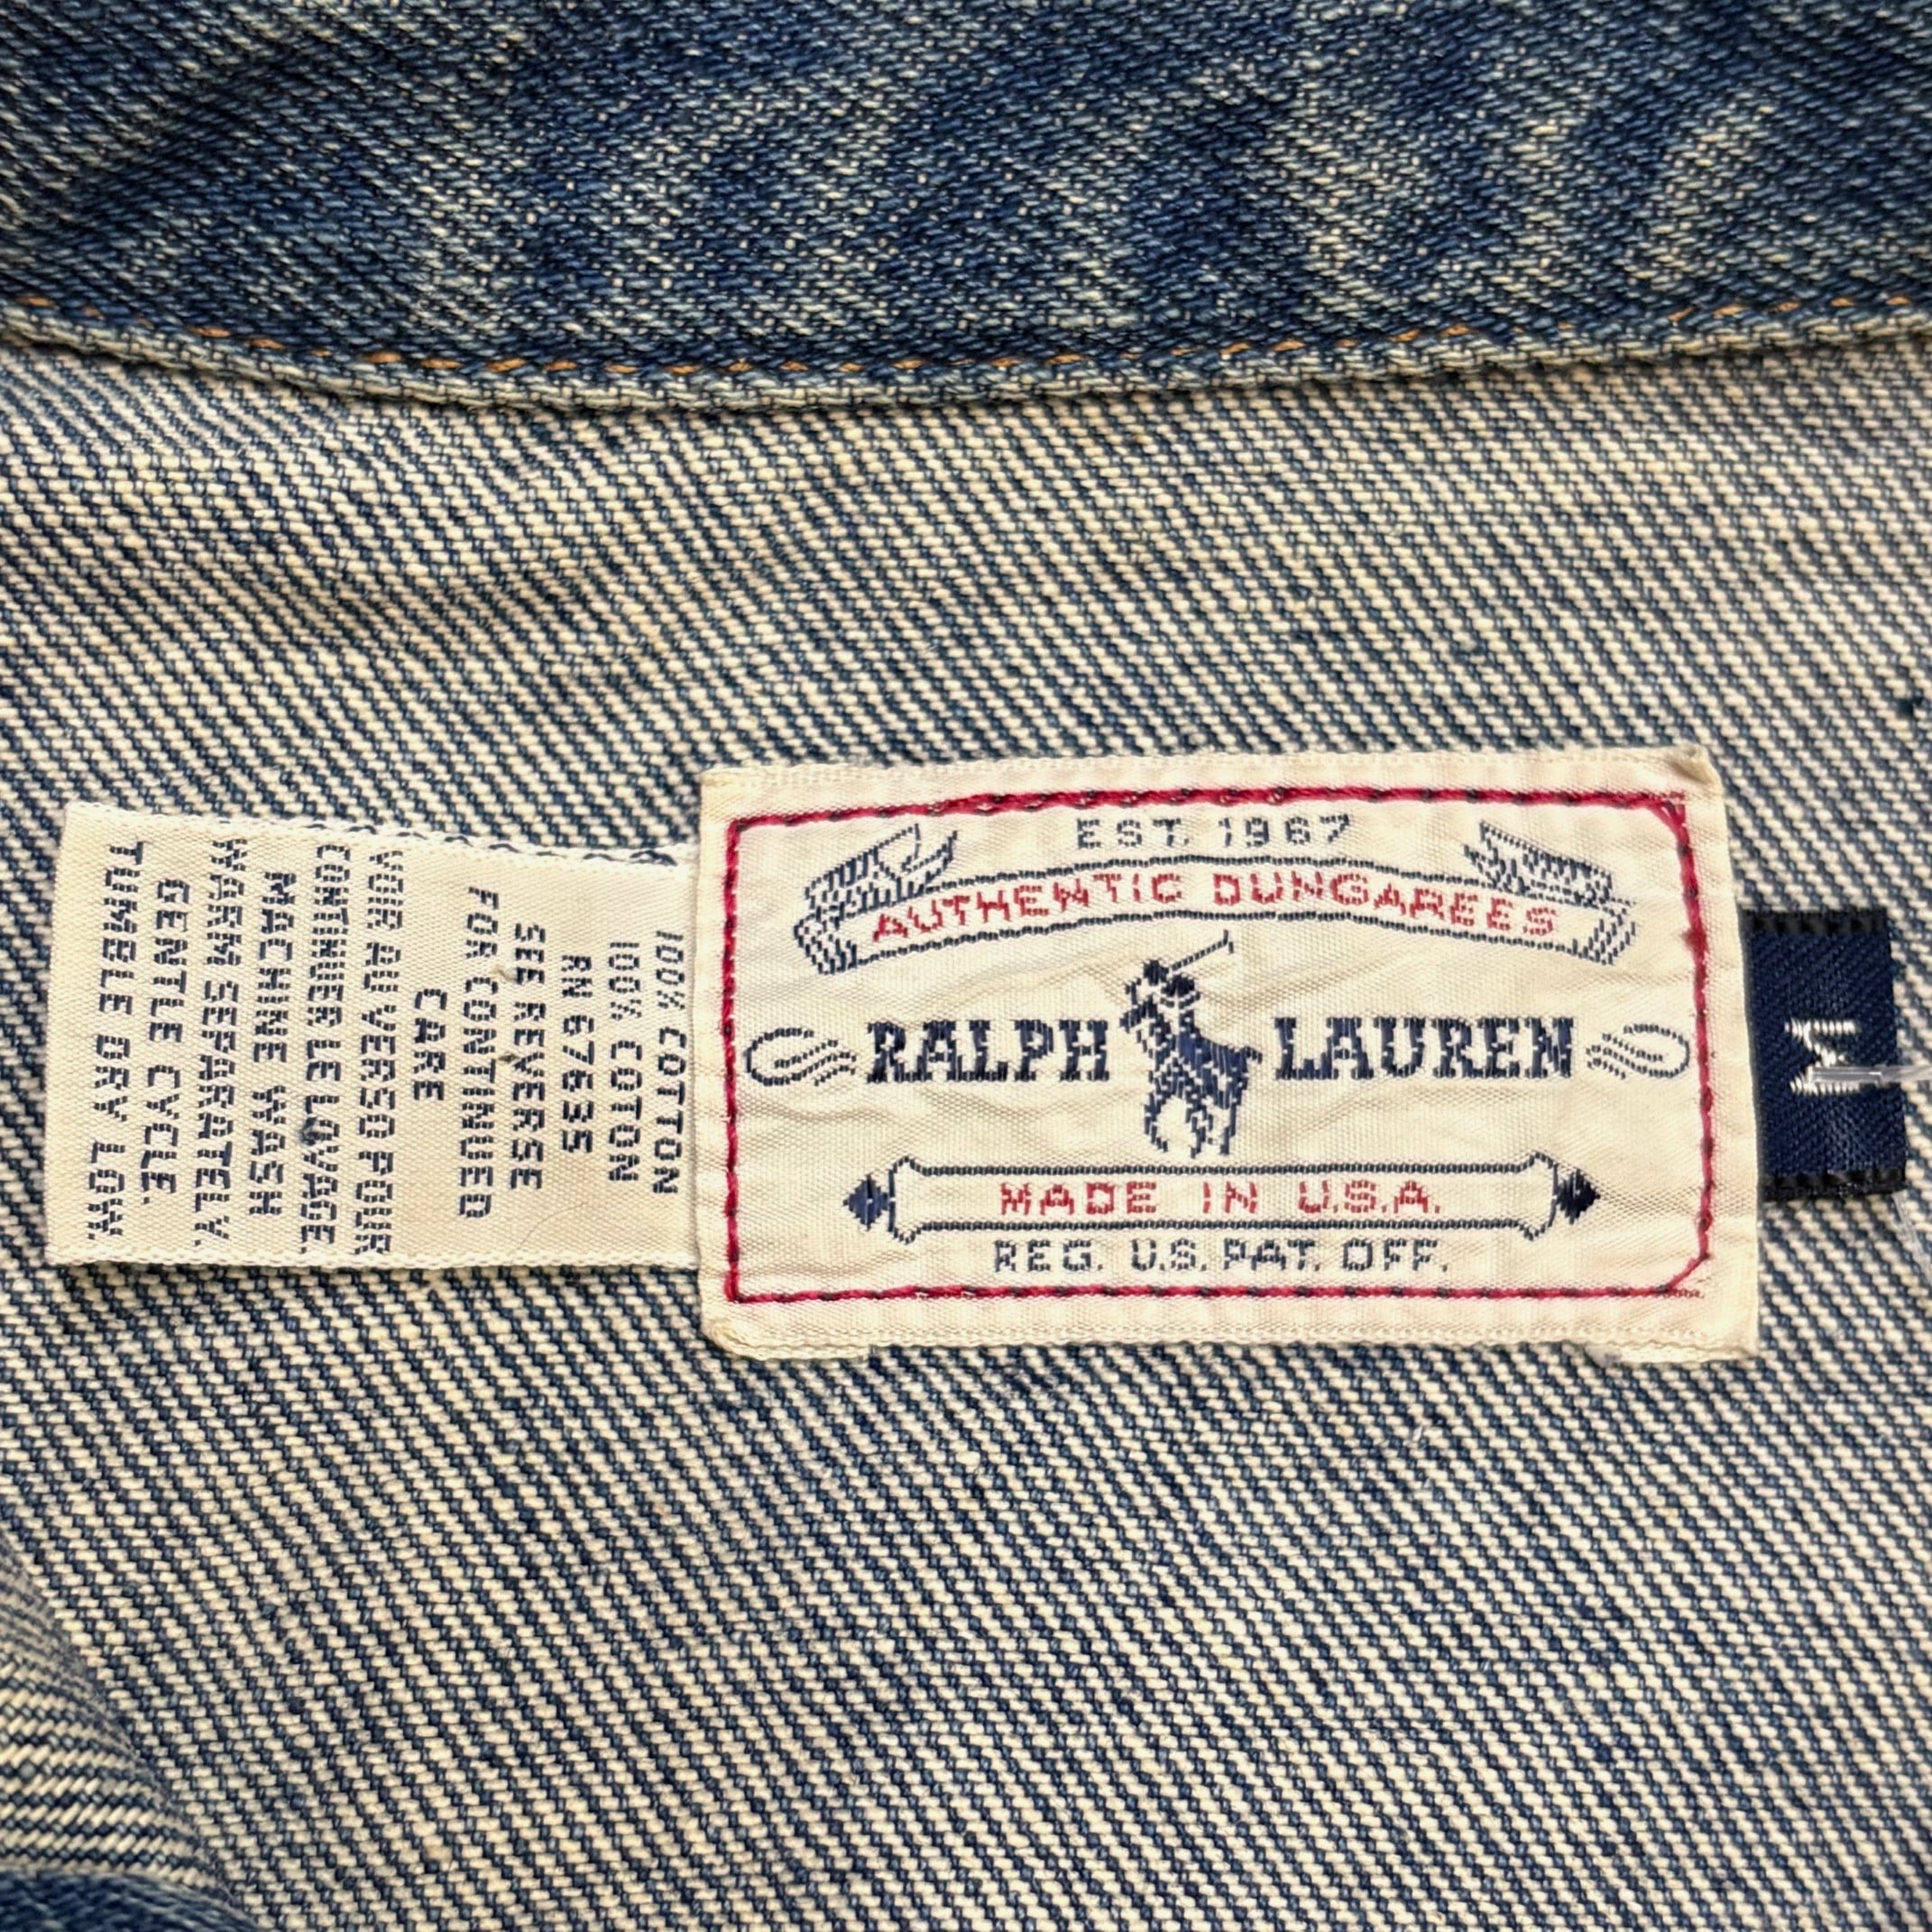 EST. 1967
AUTHENTIC DUNGAREES
RALPH LAUREN
MADE IN U.S.A.
REG. U.S. PAT. OFF.
M
100% COTTON
100% COTON
RN 67635
SEE REVERSE
FOR CONTINUED
CARE
VOIR AU VERSO POUR
CONTINUER LE LAVAGE.
MACHINE WASH
WARM SEPARATELY.
GENTLE CYCLE.
TUMBLE DRY LOW.